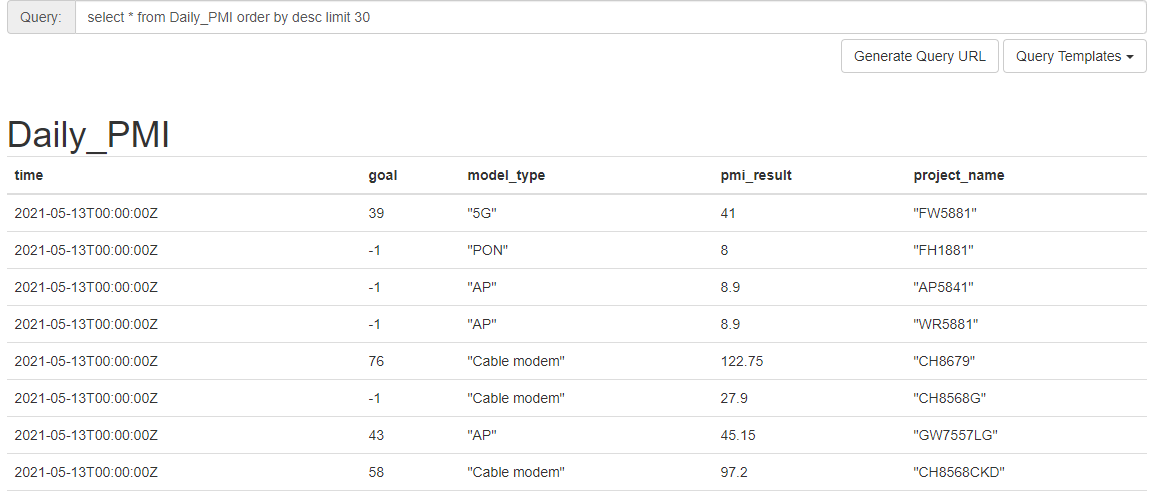 Query: select * from Daily_PMI order by desc limit 30
Generate Query URL Query Templates
Daily_PMI
time goal model_type pmi_result project_name
2021-05-13T00:00:00Z 39 "5G" 41 "FW5881"
2021-05-13T00:00:00Z -1 "PON" 8 "FH1881"
2021-05-13T00:00:00Z -1 "AP" 8.9 "AP5841"
2021-05-13T00:00:00Z -1 "AP" 8.9 "WR5881"
2021-05-13T00:00:00Z 76 "Cable modem" 122.75 "CH8679"
2021-05-13T00:00:00Z -1 "Cable modem" 27.9 "CH8568G"
2021-05-13T00:00:00Z 43 "AP" 45.15 "GW7557LG"
2021-05-13T00:00:00Z 58 "Cable modem" 97.2 "CH8568CKD"